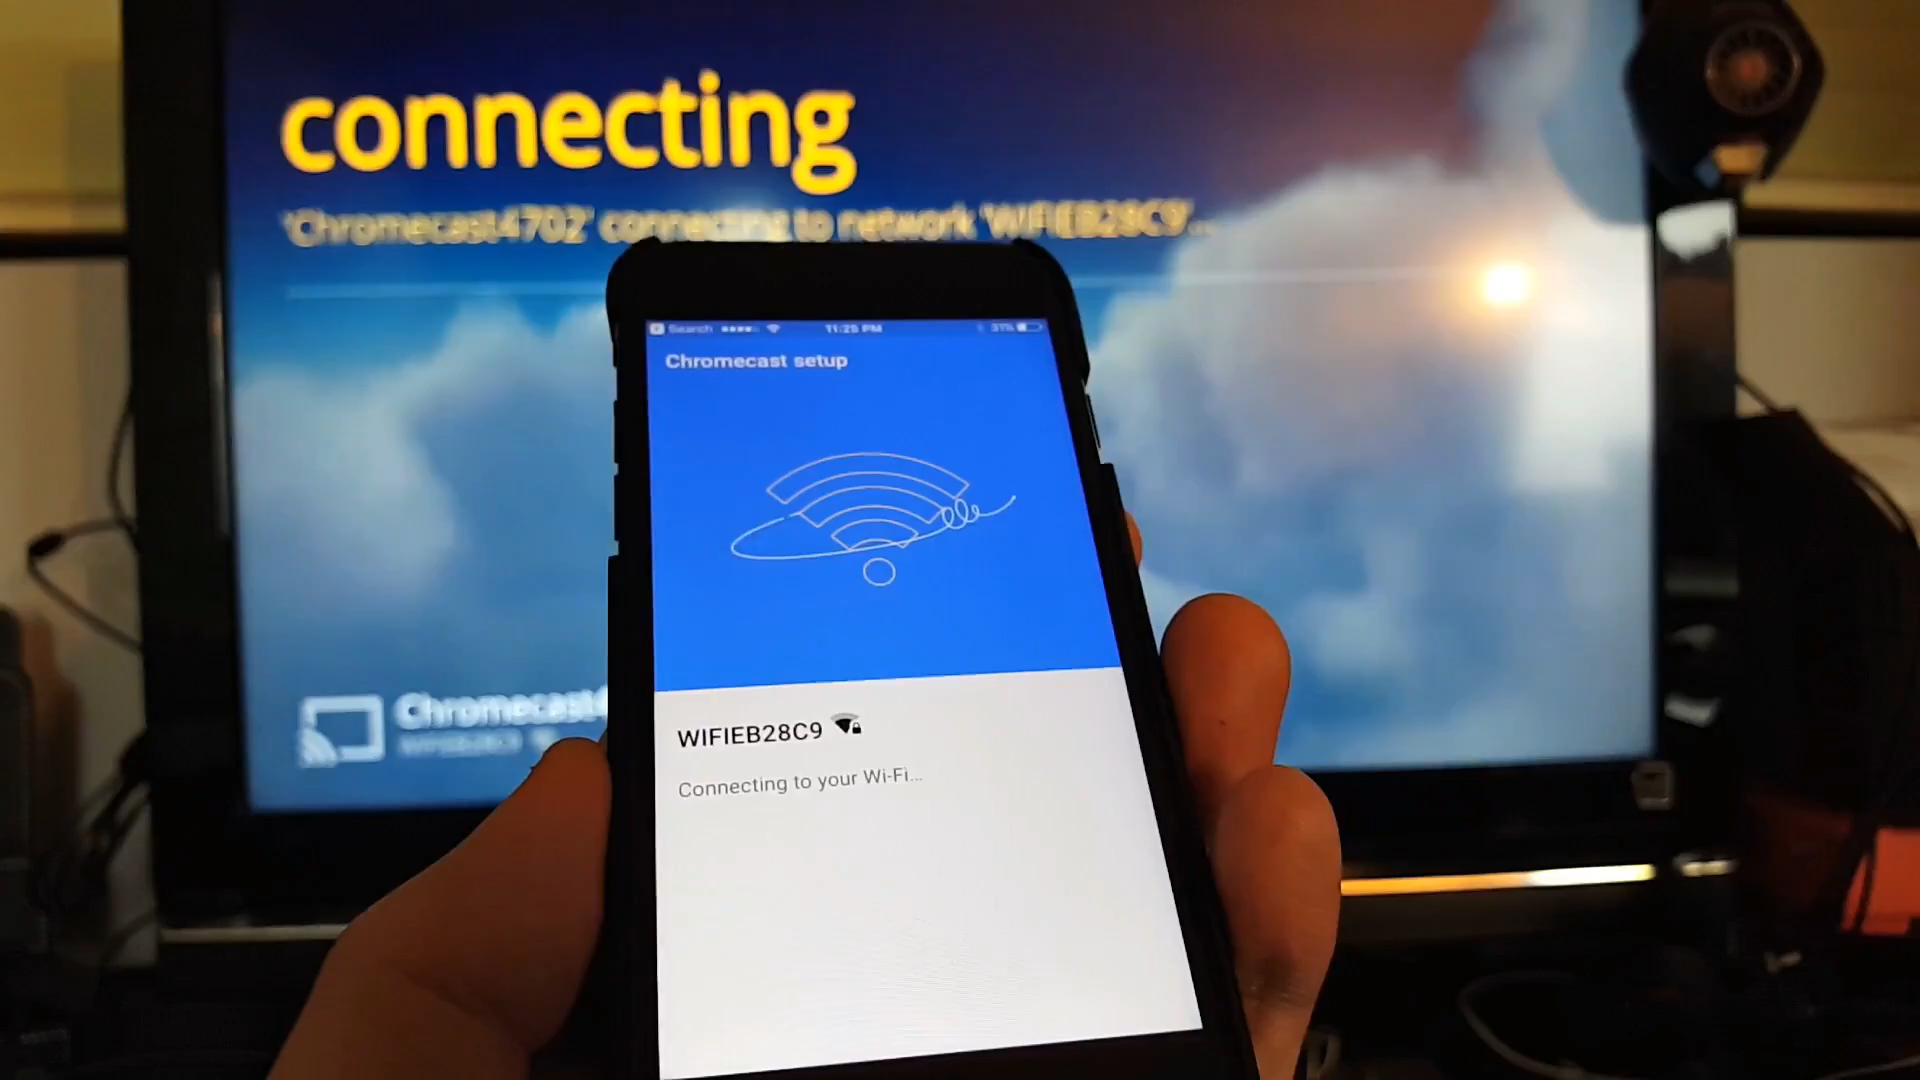 connecting
'Chromecast4702' connecting to network 'WIFIEB28C9'...
Search 11:25 PM 31%
Chromecast setup
WIFIEB28C9
Connecting to your Wi-Fi...
Chromecast